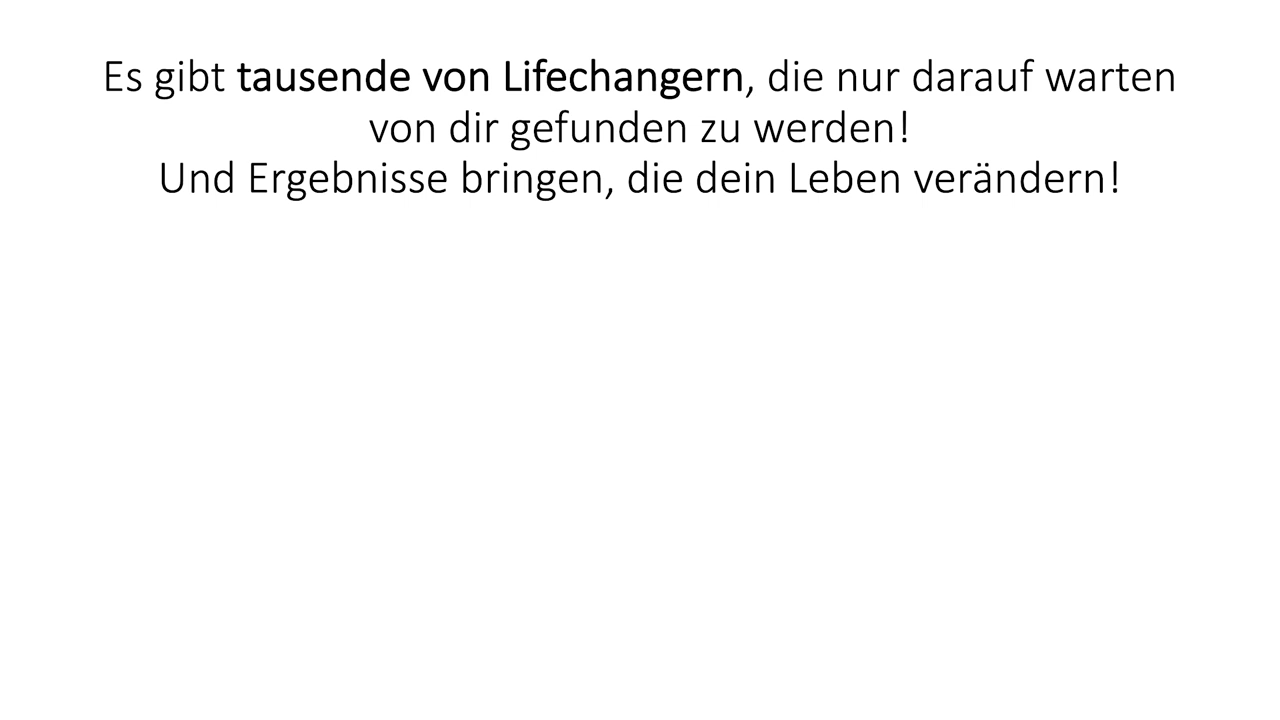 Es gibt tausende von Lifechangern, die nur darauf warten
von dir gefunden zu werden!
Und Ergebnisse bringen, die dein Leben verändern!